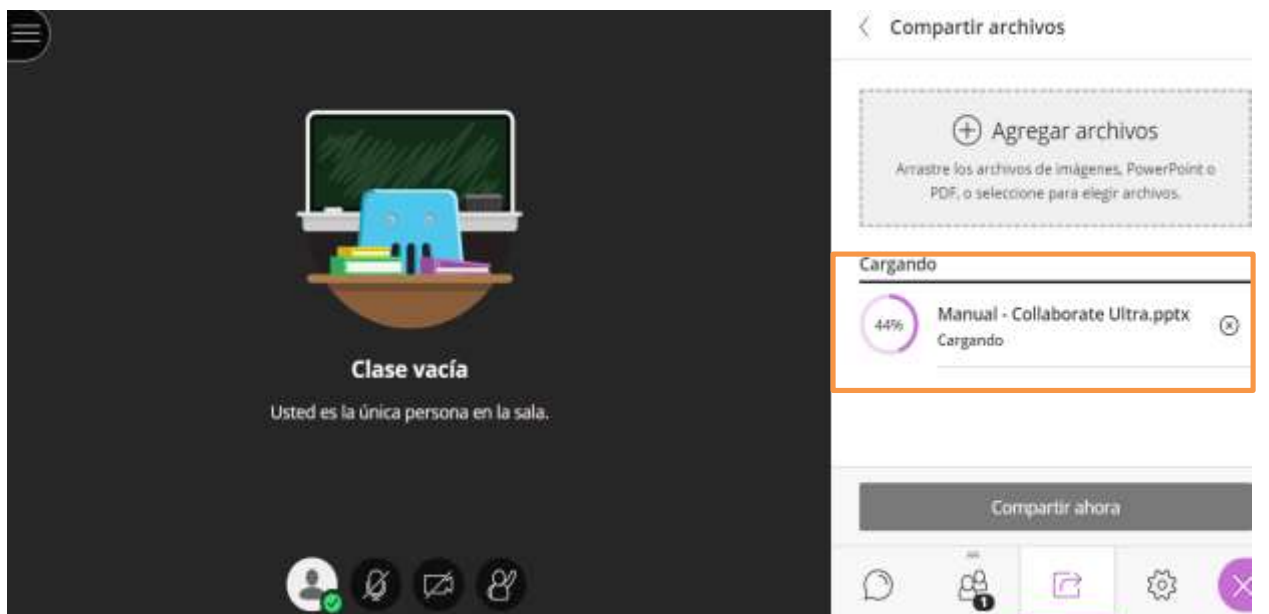 Compartir archivos
Agregar archivos
Arrastre los archivos de imágenes, PowerPoint o
PDF, o seleccione para elegir archivos.
Cargando
44%
Manual - Collaborate Ultra.pptx
Cargando
Clase vacía
Usted es la única persona en la sala.
Compartir ahora
1